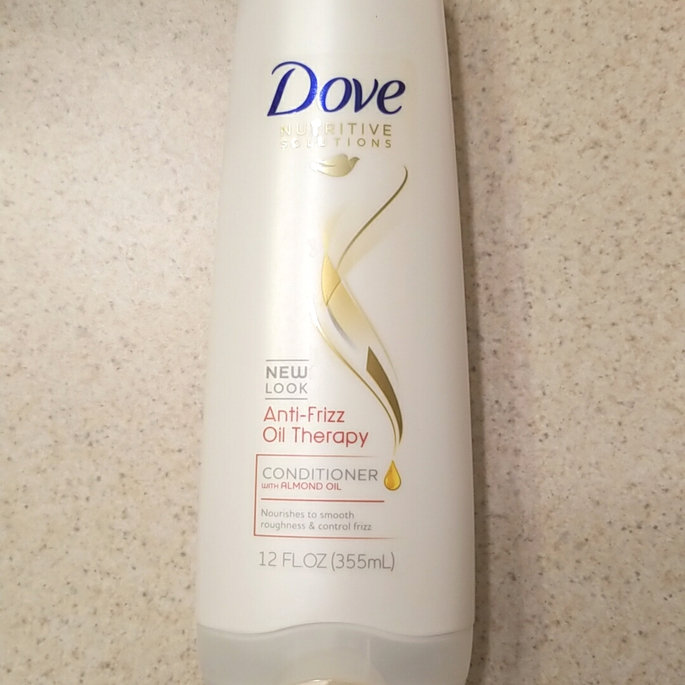 Dove
NUTRITIVE
SOLUTIONS
NEW
LOOK
Anti-Frizz
Oil Therapy
CONDITIONER
WITH ALMOND OIL
Nourishes to smooth
roughness & control frizz
12 FL OZ (355mL)